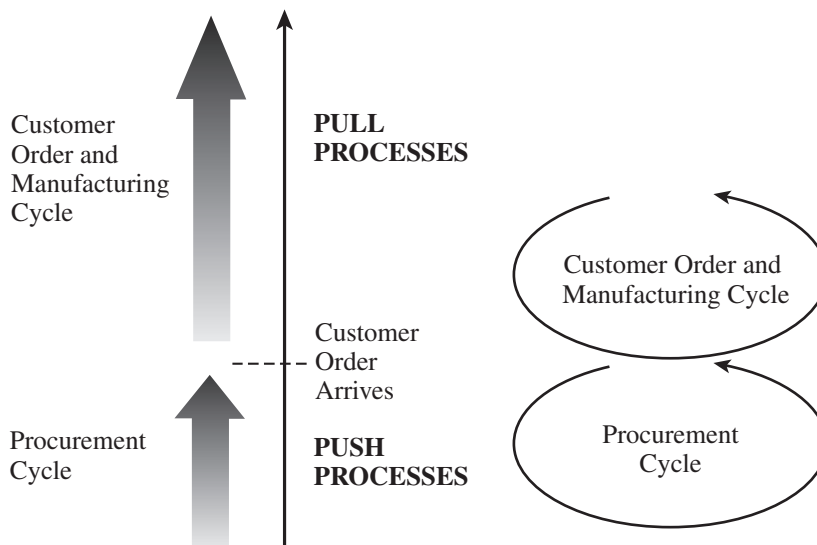 Customer
Order and
Manufacturing
Cycle
PULL
PROCESSES
Customer Order and
Manufacturing Cycle
Customer
Order
Arrives
Procurement
Cycle
PUSH
PROCESSES
Procurement
Cycle